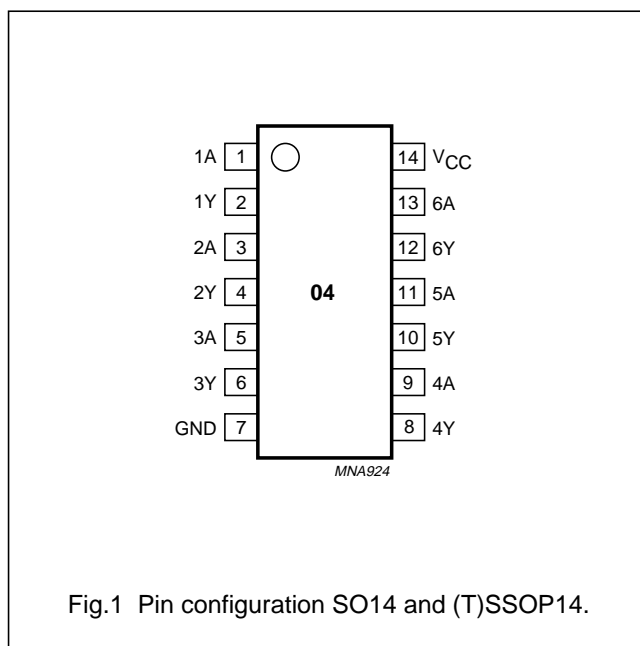 1A 1 14 VCC
1Y 2 13 6A
2A 3 12 6Y
2Y 4 04 11 5A
3A 5 10 5Y
3Y 6 9 4A
GND 7 8 4Y
MNA924
Fig.1 Pin configuration SO14 and (T)SSOP14.